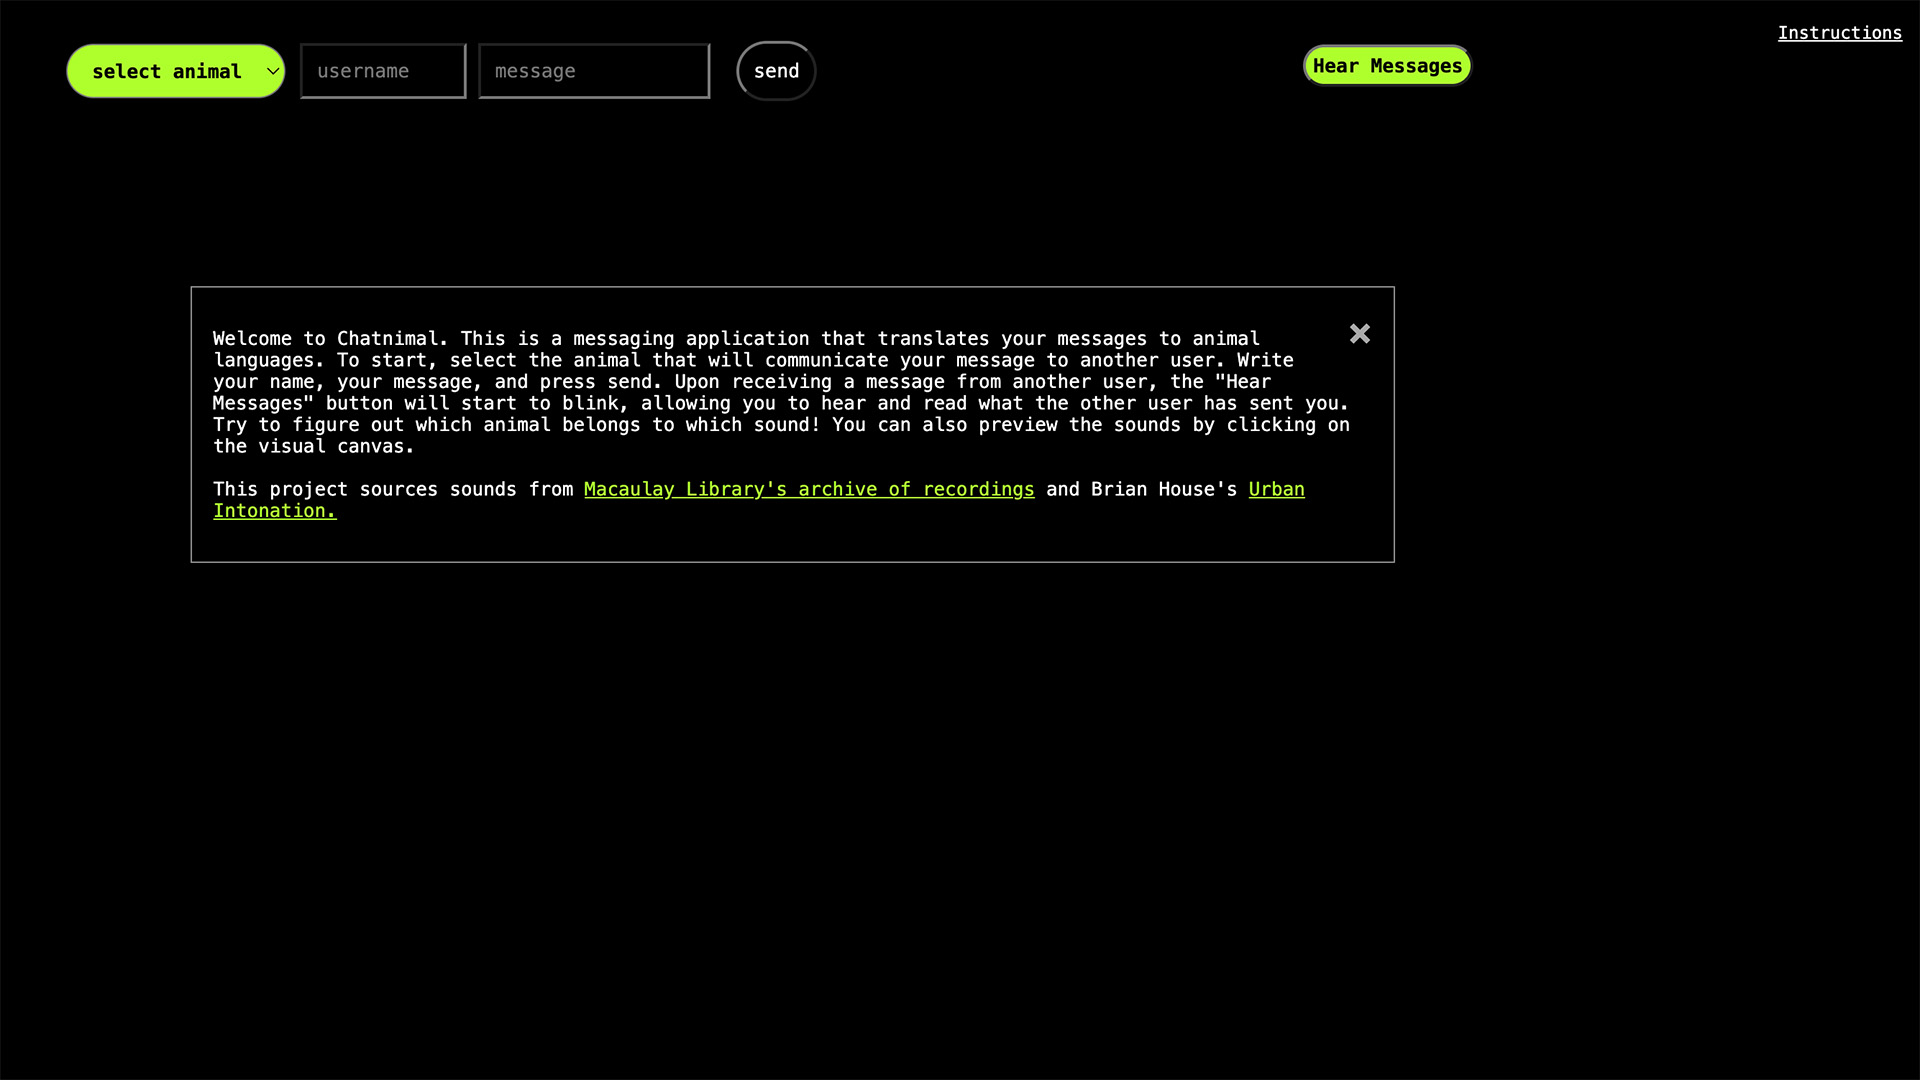 Instructions
select animal
username
message
send
Hear Messages
Welcome to Chatnimal. This is a messaging application that translates your messages to animal
languages. To start, select the animal that will communicate your message to another user. Write
your name, your message, and press send. Upon receiving a message from another user, the "Hear
Messages" button will start to blink, allowing you to hear and read what the other user has sent you.
Try to figure out which animal belongs to which sound! You can also preview the sounds by clicking on
the visual canvas.
This project sources sounds from Macaulay Library's archive of recordings and Brian House's Urban
Intonation.